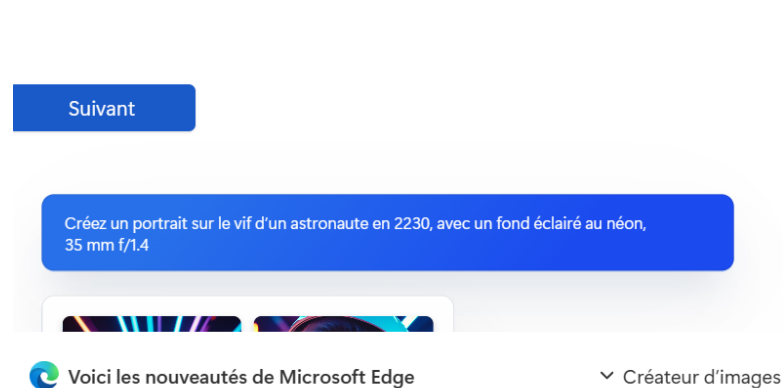 Suivant
Créez un portrait sur le vif d'un astronaute en 2230, avec un fond éclairé au néon,
35 mm f/1.4
Voici les nouveautés de Microsoft Edge
Créateur d'images